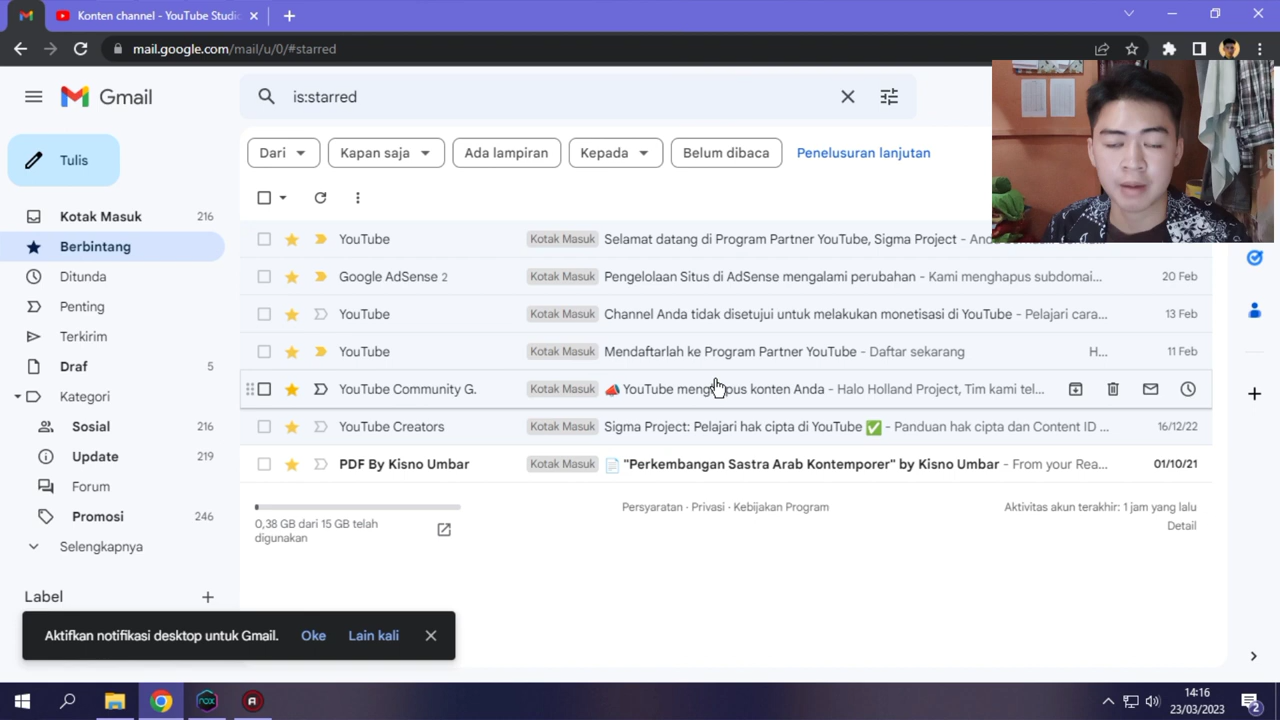 Konten channel - YouTube Studio
mail.google.com/mail/u/0/#starred
Gmail
is:starred
Tulis
Dari
Kapan saja
Ada lampiran
Kepada
Belum dibaca
Penelusuran lanjutan
Kotak Masuk 216
Berbintang
Ditunda
Penting
Terkirim
Draf 5
Kategori
Sosial 216
Update 219
Forum
Promosi 246
Selengkapnya
Label
YouTube Kotak Masuk Selamat datang di Program Partner YouTube, Sigma Project -
Google AdSense 2 Kotak Masuk Pengelolaan Situs di AdSense mengalami perubahan - Kami menghapus subdomai... 20 Feb
YouTube Kotak Masuk Channel Anda tidak disetujui untuk melakukan monetisasi di YouTube - Pelajari cara... 13 Feb
YouTube Kotak Masuk Mendaftarlah ke Program Partner YouTube - Daftar sekarang H... 11 Feb
YouTube Community G. Kotak Masuk 📣 YouTube menghapus konten Anda - Halo Holland Project, Tim kami tel...
YouTube Creators Kotak Masuk Sigma Project: Pelajari hak cipta di YouTube ✅ - Panduan hak cipta dan Content ID ... 16/12/22
PDF By Kisno Umbar Kotak Masuk 📄 "Perkembangan Sastra Arab Kontemporer" by Kisno Umbar - From your Rea... 01/10/21
0,38 GB dari 15 GB telah
digunakan
Persyaratan · Privasi · Kebijakan Program
Aktivitas akun terakhir: 1 jam yang lalu
Detail
Aktifkan notifikasi desktop untuk Gmail. Oke Lain kali
14:16
23/03/2023
2